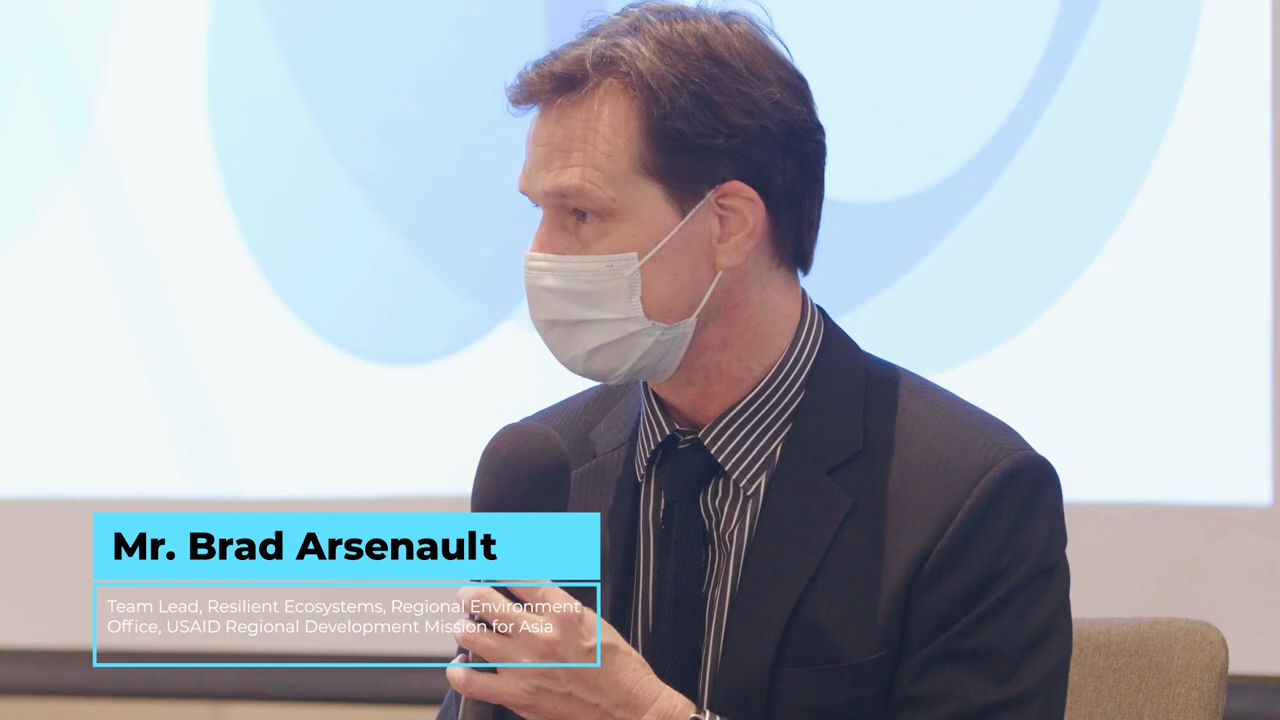 Mr. Brad Arsenault
Team Lead, Resilient Ecosystems, Regional Environment
Office, USAID Regional Development Mission for Asia